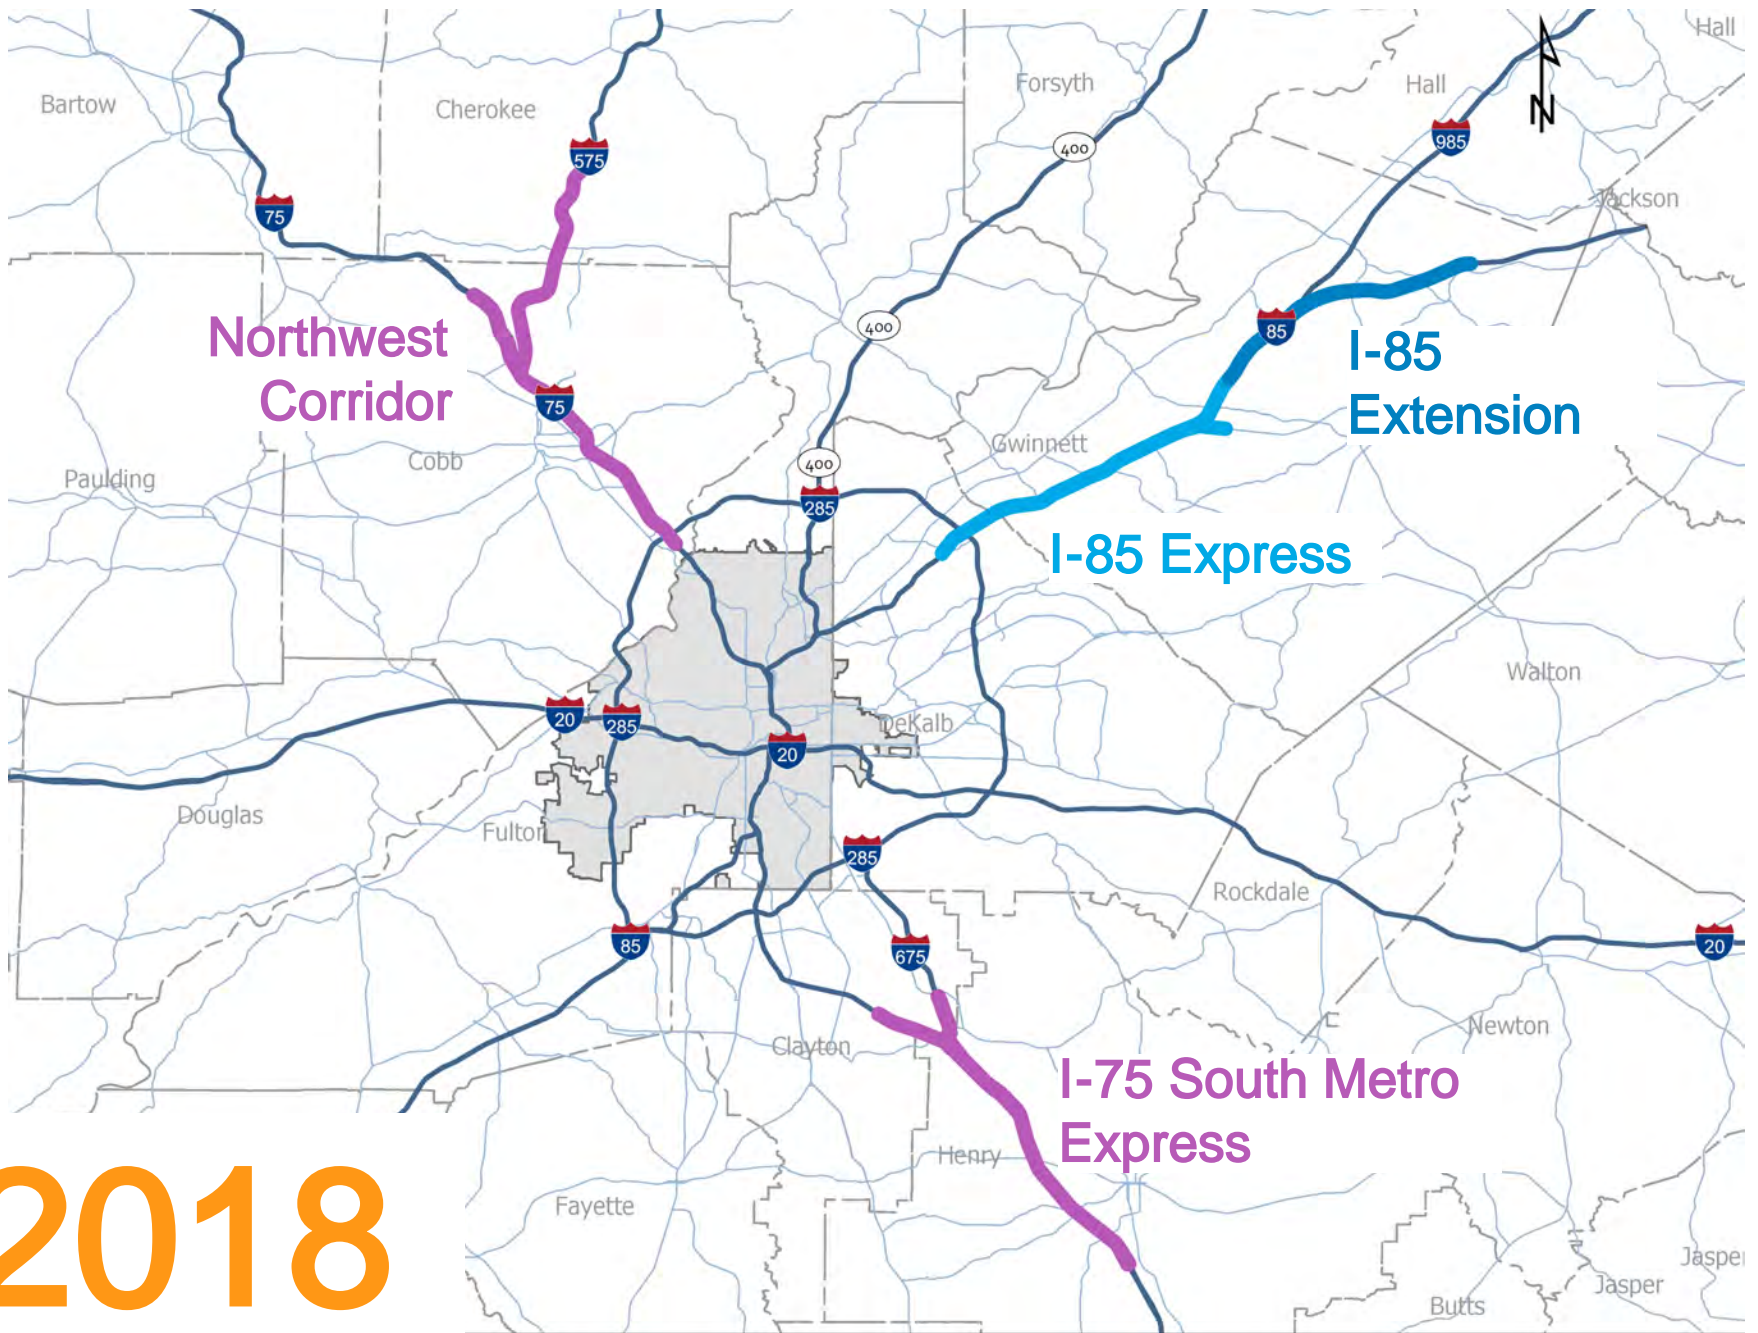 Hall
Bartow
Cherokee
Forsyth
Hall
N
400
985
575
75
Jackson
400
85
Northwest
Corridor
I-85
Extension
75
Cobb
Gwinnett
400
Paulding
285
I-85 Express
Walton
20
285
DeKalb
20
Douglas
Fulton
285
Rockdale
85
675
20
Newton
Clayton
I-75 South Metro
Express
Henry
2018
Fayette
Jasper
Jasper
Butts